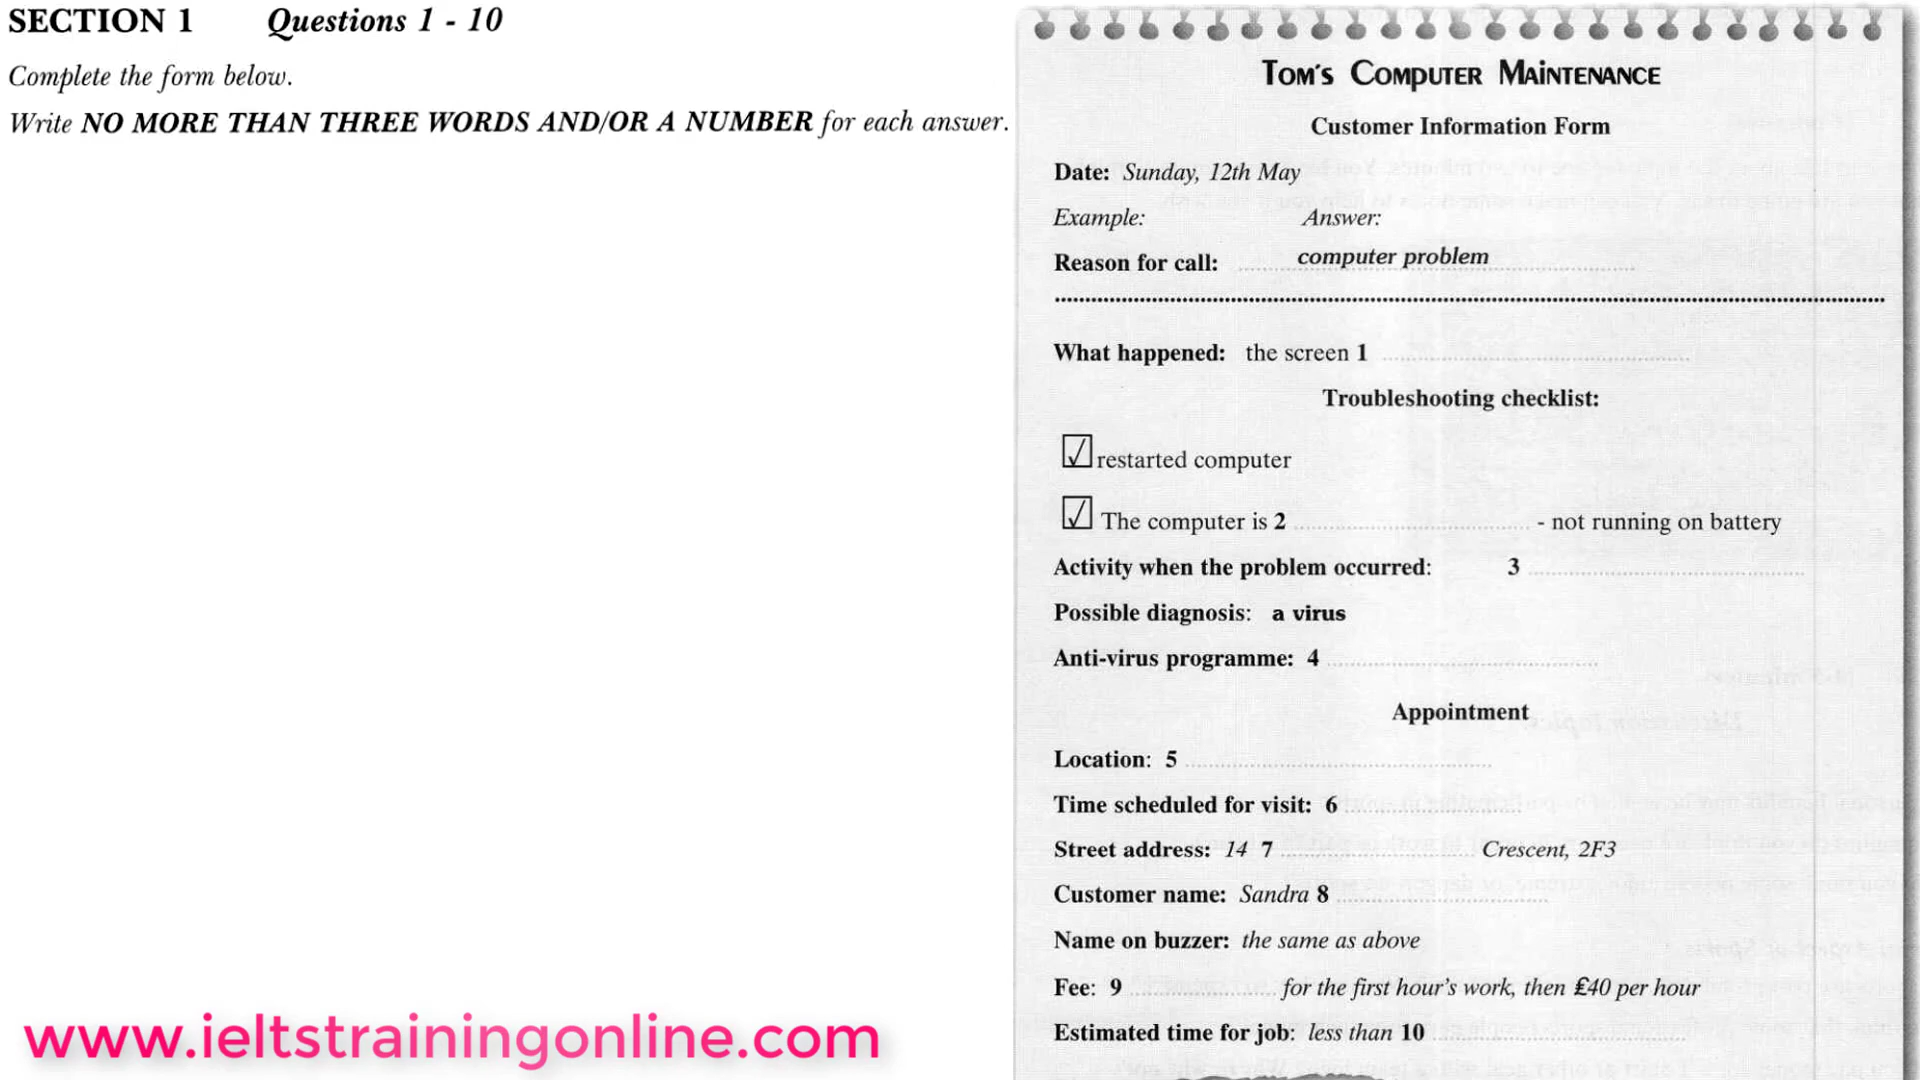 SECTION 1 Questions 1 - 10
Complete the form below.
Write NO MORE THAN THREE WORDS AND/OR A NUMBER for each answer.
TOM'S COMPUTER MAINTENANCE
Customer Information Form
Date: Sunday, 12th May
Example: Answer:
Reason for call: computer problem
What happened: the screen 1
Troubleshooting checklist:
restarted computer
The computer is 2 - not running on battery
Activity when the problem occurred: 3
Possible diagnosis: a virus
Anti-virus programme: 4
Appointment
Location: 5
Time scheduled for visit: 6
Street address: 14 7 Crescent, 2F3
Customer name: Sandra 8
Name on buzzer: the same as above
Fee: 9 for the first hour's work, then £40 per hour
Estimated time for job: less than 10
www.ieltstrainingonline.com